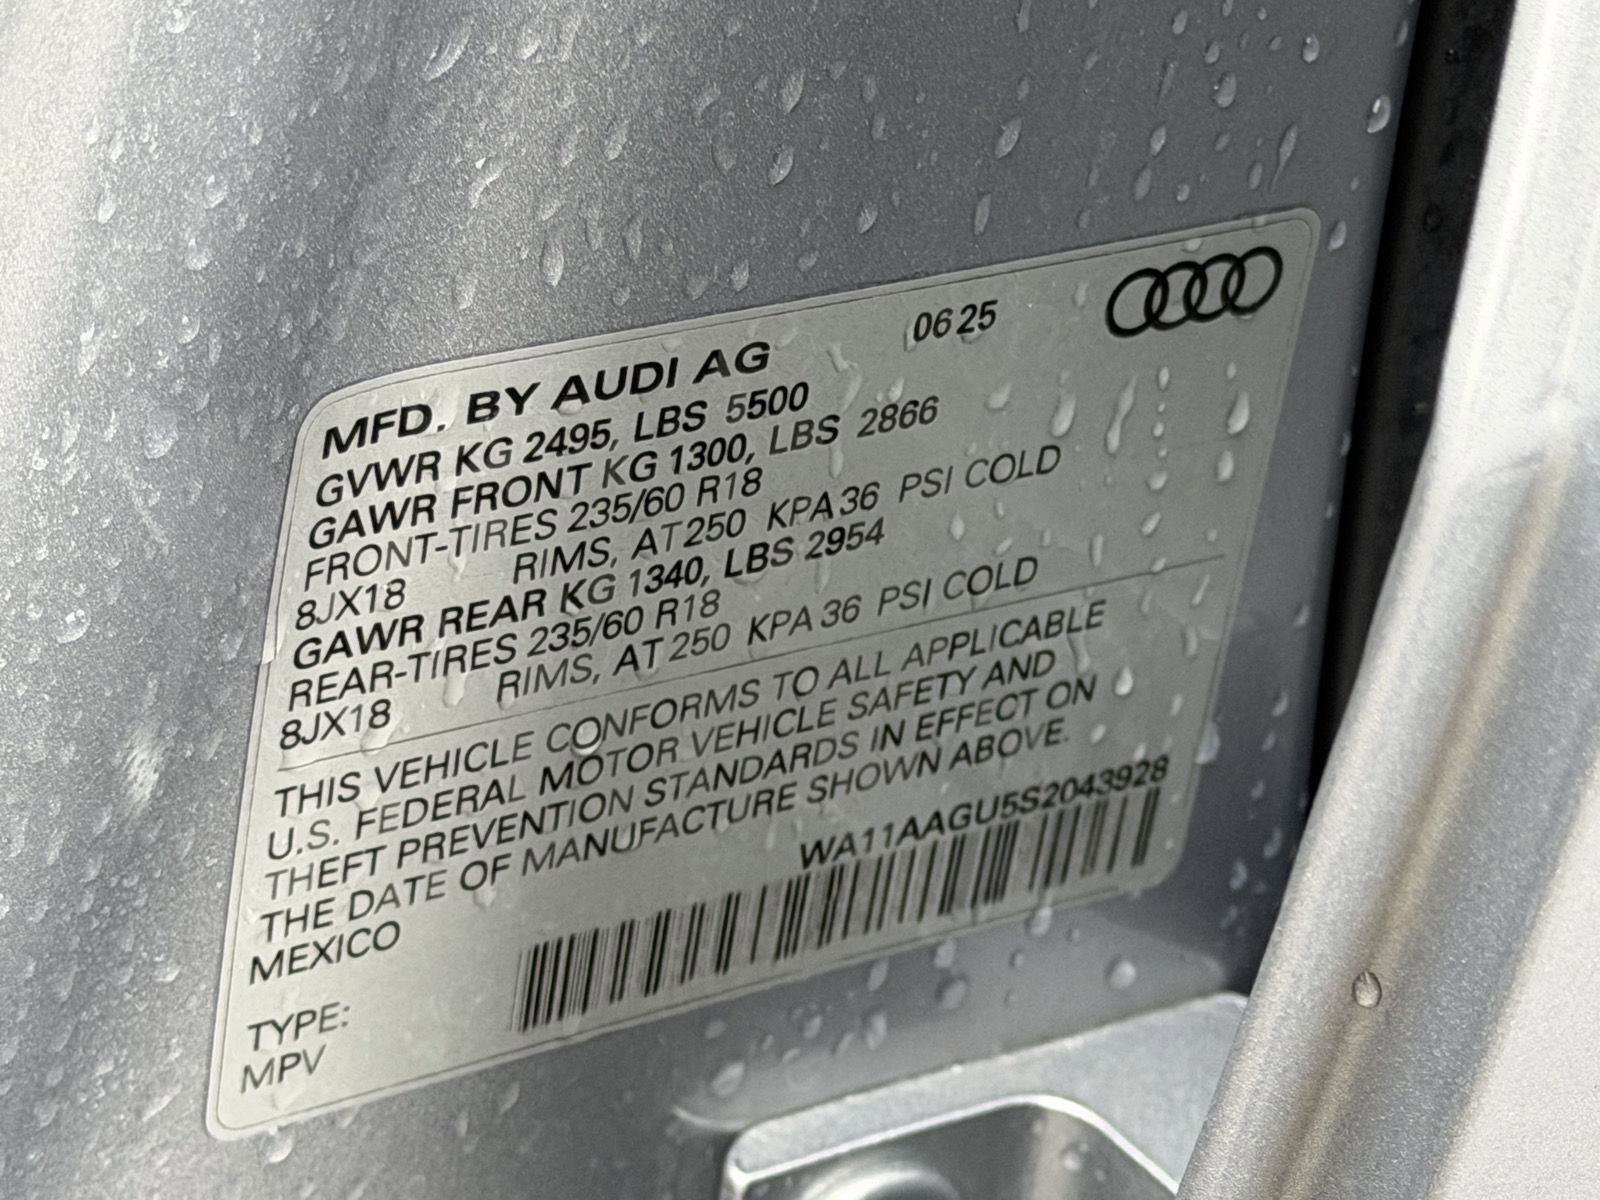 MFD. BY AUDI AG 0625
GVWR KG 2495, LBS 5500
GAWR FRONT KG 1300, LBS 2866
FRONT-TIRES 235/60 R18
8JX18 RIMS, AT 250 KPA 36 PSI COLD
GAWR REAR KG 1340, LBS 2954
REAR-TIRES 235/60 R18
8JX18 RIMS, AT 250 KPA 36 PSI COLD
THIS VEHICLE CONFORMS TO ALL APPLICABLE
U.S. FEDERAL MOTOR VEHICLE SAFETY AND
THEFT PREVENTION STANDARDS IN EFFECT ON
THE DATE OF MANUFACTURE SHOWN ABOVE.
MEXICO WA11AAGU5S2043928
TYPE:
MPV